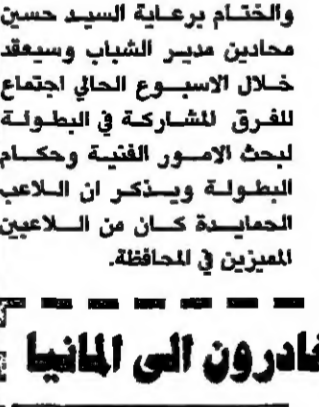 والختام برعاية السيد حسين
محادين مدير الشباب وسيعقد
خلال الاسبوع الحالي اجتماع
للفرق المشاركة في البطولة
لبحث الامور الفنية وحكام
البطولة ويذكر ان اللاعب
الحمايدة كان من اللاعبين
المميزين في المحافظة.
غادرون الى المانيا